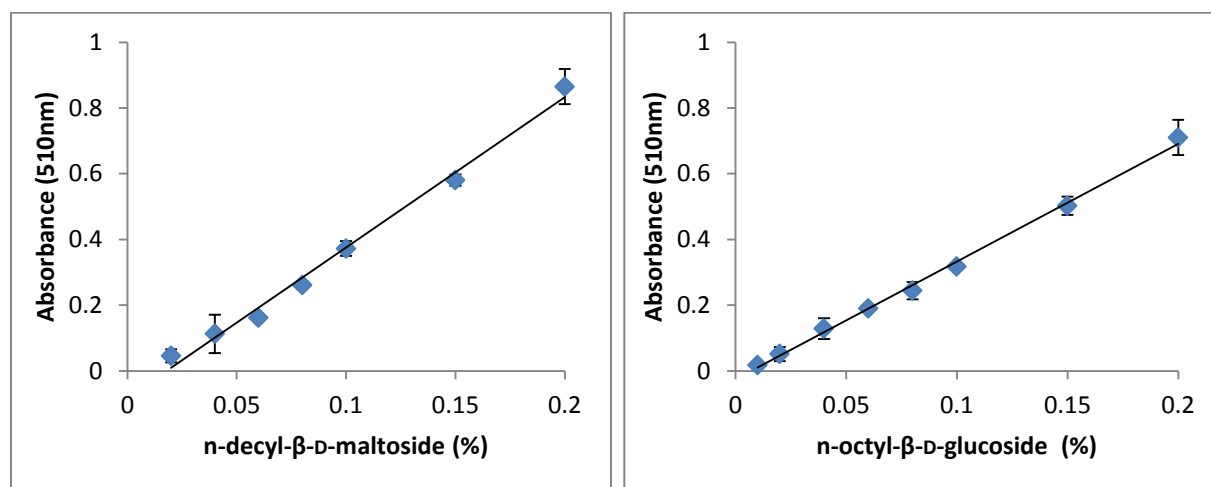 Absorbance (510nm)
1
0.8
0.6
0.4
0.2
0
0 0.05 0.1 0.15 0.2
n-decyl-β-D-maltoside (%)
Absorbance (510nm)
1
0.8
0.6
0.4
0.2
0
0 0.05 0.1 0.15 0.2
n-octyl-β-D-glucoside (%)